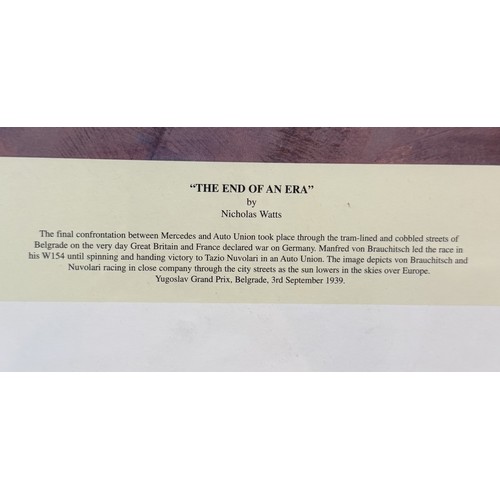 “THE END OF AN ERA”
by
Nicholas Watts
The final confrontation between Mercedes and Auto Union took place through the tram-lined and cobbled streets of
Belgrade on the very day Great Britain and France declared war on Germany. Manfred von Brauchitsch led the race in
his W154 until spinning and handing victory to Tazio Nuvolari in an Auto Union. The image depicts von Brauchitsch and
Nuvolari racing in close company through the city streets as the sun lowers in the skies over Europe.
Yugoslav Grand Prix, Belgrade, 3rd September 1939.